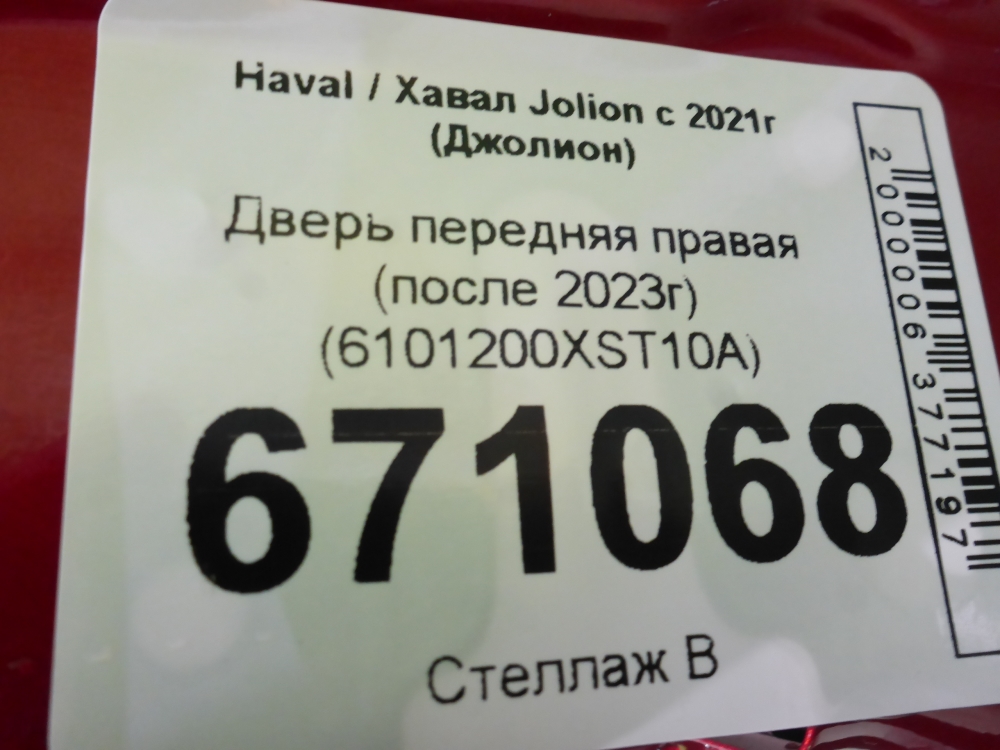 Haval / Хавал Jolion с 2021г
(Джолион)
Дверь передняя правая
(после 2023г)
(6101200XST10A)
671068
Стеллаж В
2000006377197